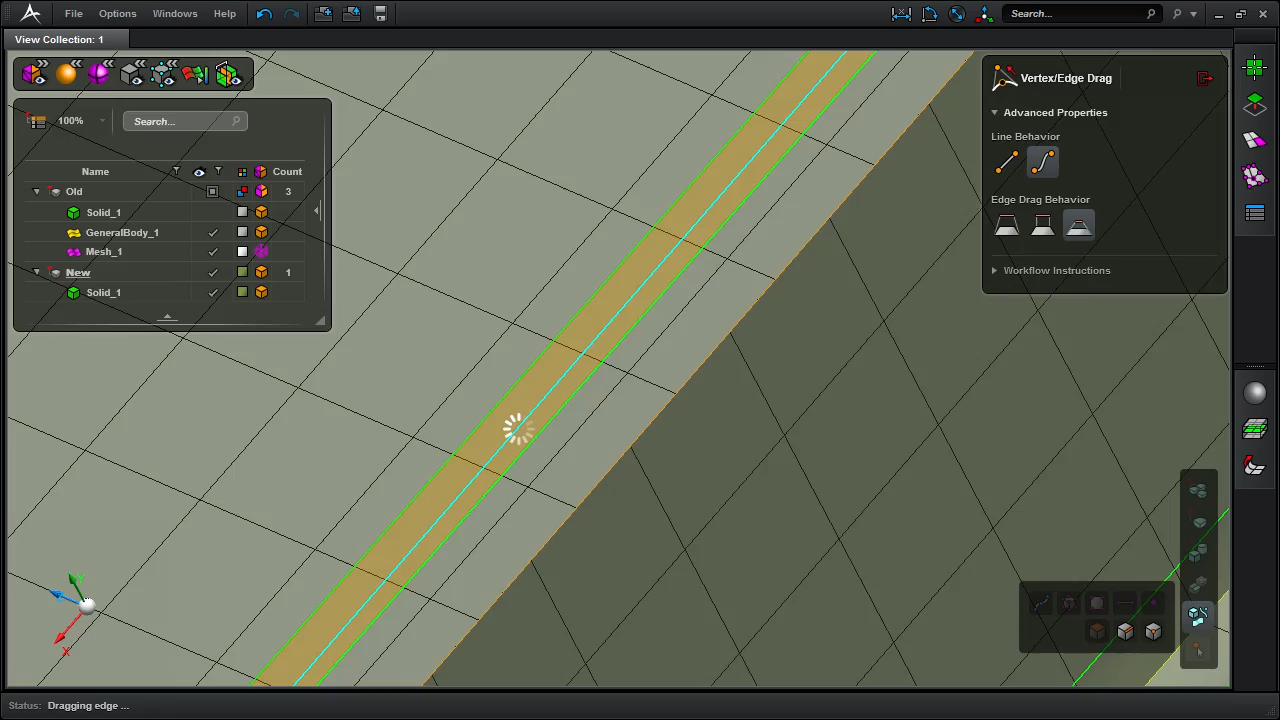 File Options Windows Help Search...
View Collection: 1
Vertex/Edge Drag
Advanced Properties
Line Behavior
Edge Drag Behavior
Workflow Instructions
100% Search...
Name Count
Old 3
Solid_1
GeneralBody_1
Mesh_1
New 1
Solid_1
Y
X
Status: Dragging edge ...